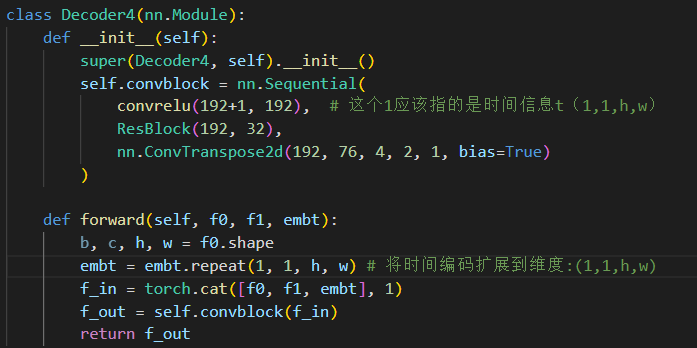 class Decoder4(nn.Module):
    def __init__(self):
        super(Decoder4, self).__init__()
        self.convblock = nn.Sequential(
            convrelu(192+1, 192),  # 这个1应该指的是时间信息t（1,1,h,w）
            ResBlock(192, 32),
            nn.ConvTranspose2d(192, 76, 4, 2, 1, bias=True)
        )
    def forward(self, f0, f1, embt):
        b, c, h, w = f0.shape
        embt = embt.repeat(1, 1, h, w) # 将时间编码扩展到维度:(1,1,h,w)
        f_in = torch.cat([f0, f1, embt], 1)
        f_out = self.convblock(f_in)
        return f_out